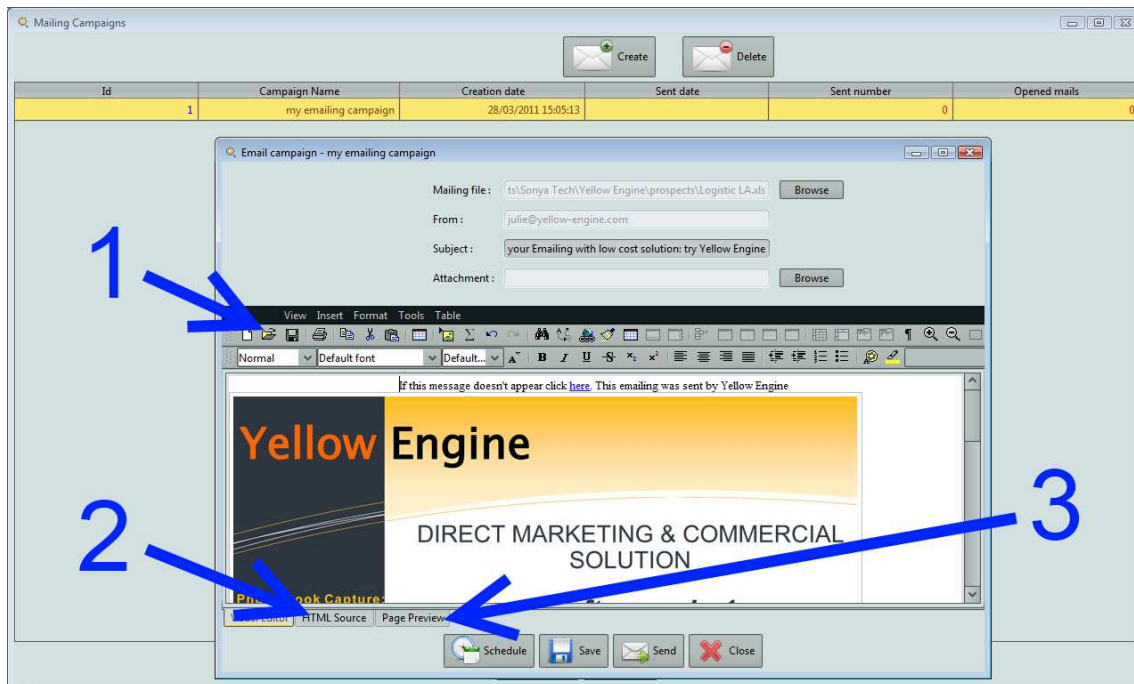 Mailing Campaigns
Create Delete
Id Campaign Name Creation date Sent date Sent number Opened mails
1 my emailing campaign 28/03/2011 15:05:13 0 0
Email campaign - my emailing campaign
Mailing file : ts\Sonya Tech\Yellow Engine\prospects\Logistic LA.xls Browse
From : julie@yellow-engine.com
Subject : your Emailing with low cost solution: try Yellow Engine
Attachment : Browse
1
View Insert Format Tools Table
Normal Default font Default...
If this message doesn't appear click here. This emailing was sent by Yellow Engine
Yellow Engine
2
3
DIRECT MARKETING & COMMERCIAL
SOLUTION
Capture:
Editor HTML Source Page Preview
Schedule Save Send Close